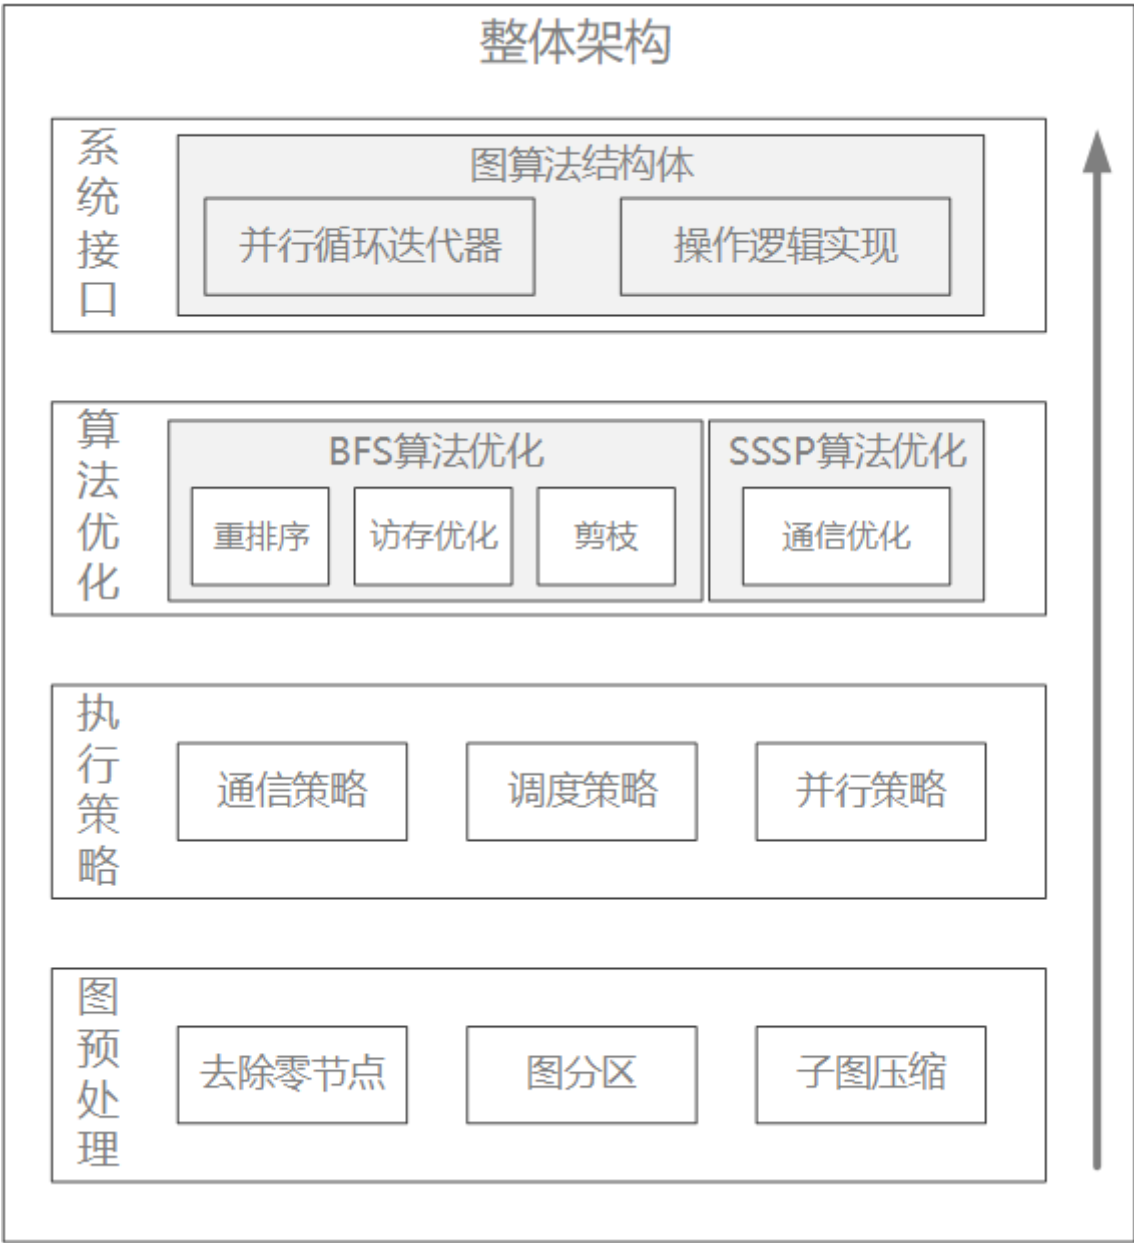 整体架构
系统接口
图算法结构体
并行循环迭代器
操作逻辑实现
算法优化
BFS算法优化
重排序
访存优化
剪枝
SSSP算法优化
通信优化
执行策略
通信策略
调度策略
并行策略
图预处理
去除零节点
图分区
子图压缩